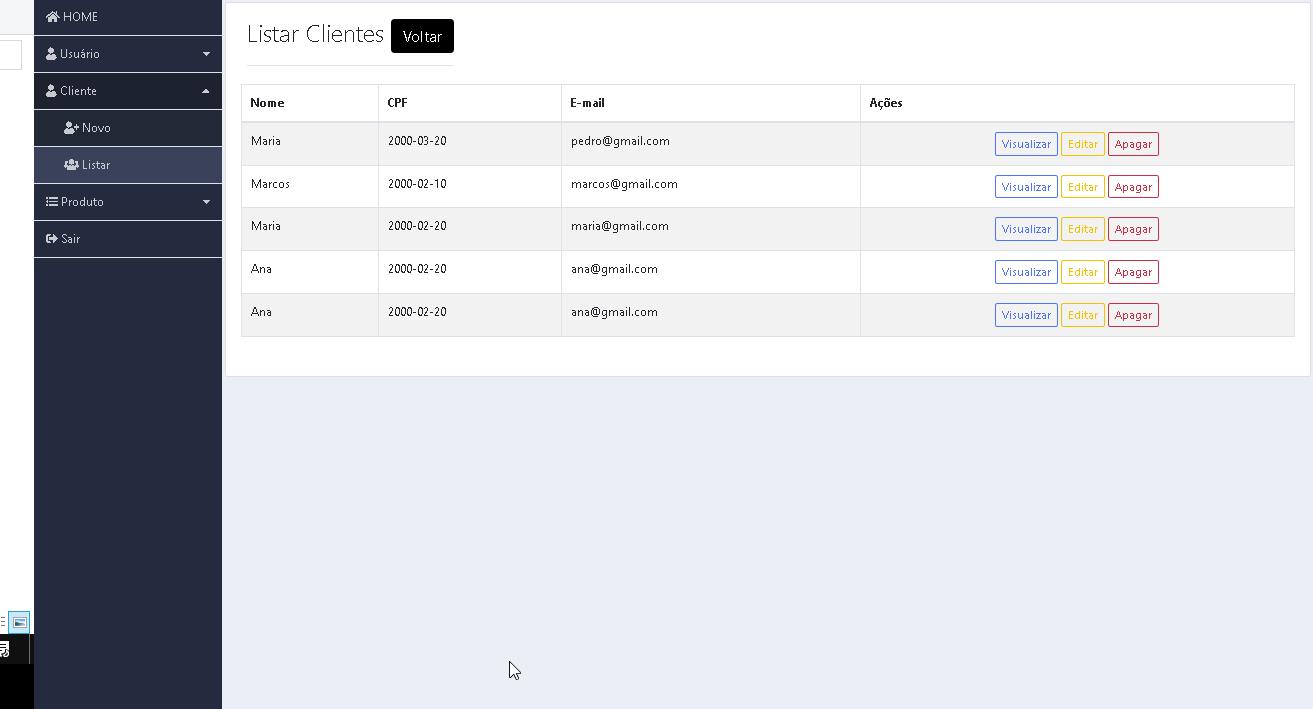 HOME
Usuário
Cliente
Novo
Listar
Produto
Sair
Listar Clientes Voltar
Nome CPF E-mail Ações
Maria 2000-03-20 pedro@gmail.com Visualizar Editar Apagar
Marcos 2000-02-10 marcos@gmail.com Visualizar Editar Apagar
Maria 2000-02-20 maria@gmail.com Visualizar Editar Apagar
Ana 2000-02-20 ana@gmail.com Visualizar Editar Apagar
Ana 2000-02-20 ana@gmail.com Visualizar Editar Apagar